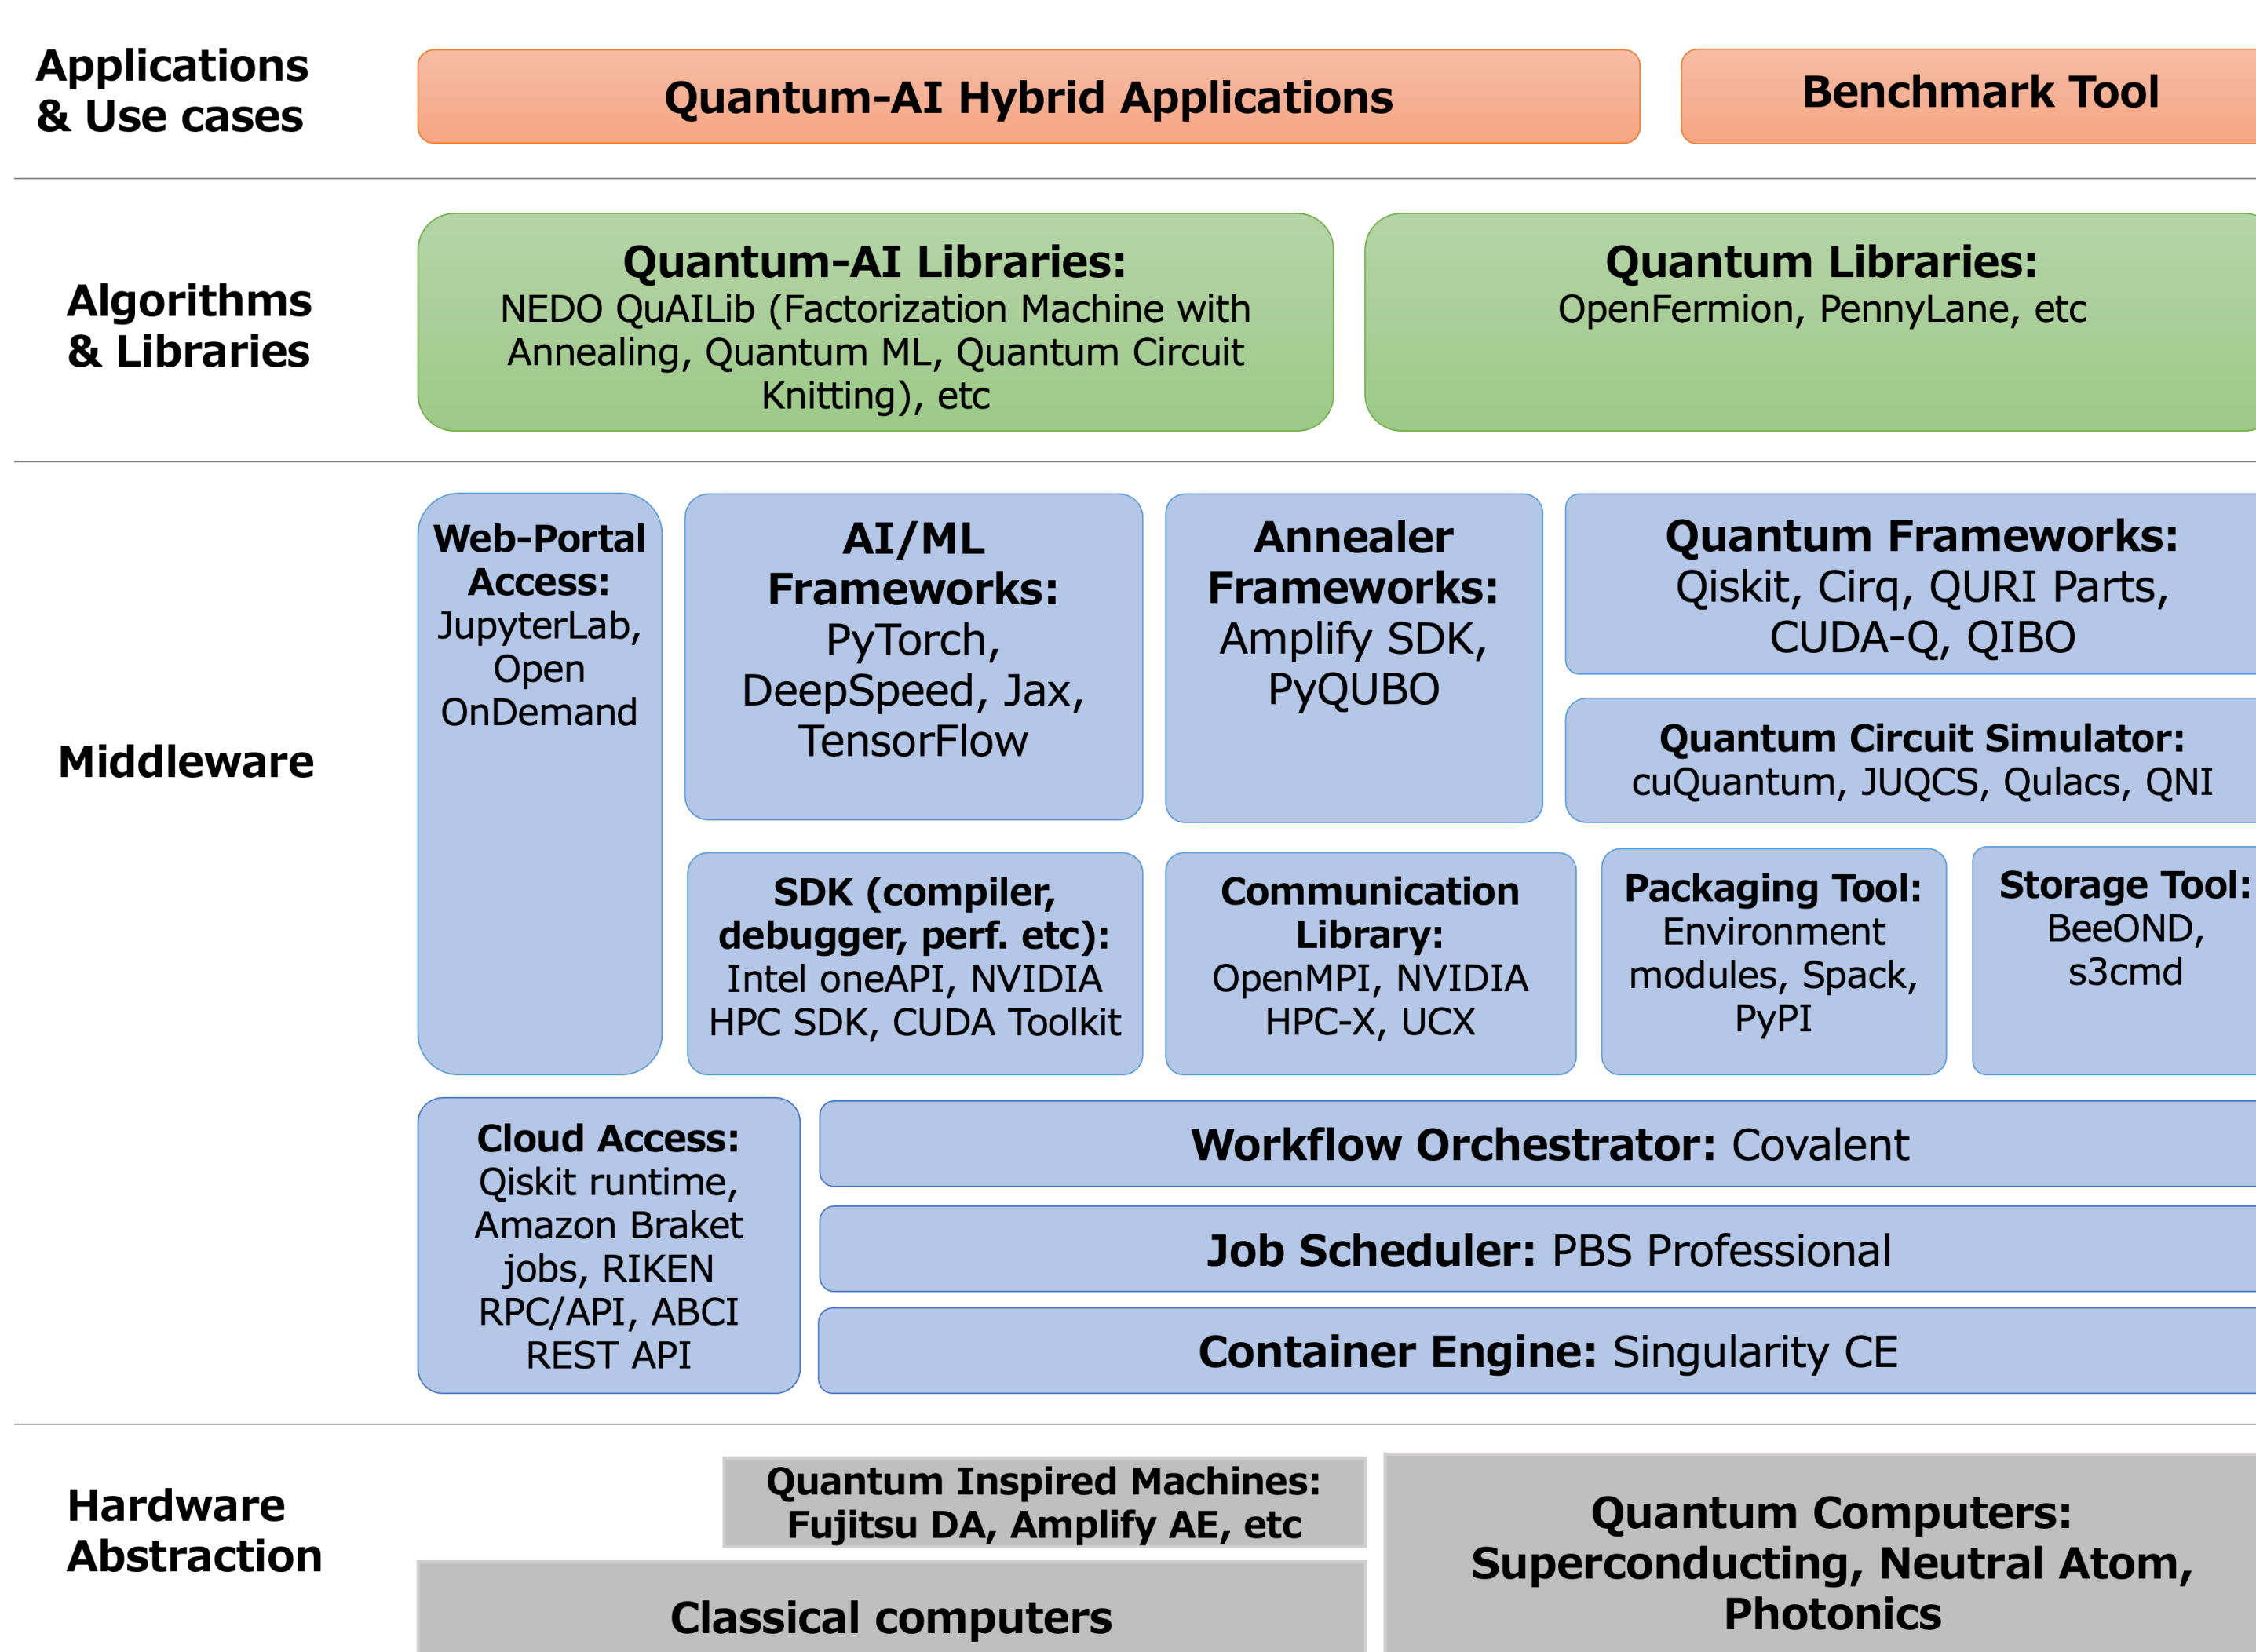 Applications
& Use cases
Quantum-AI Hybrid Applications
Benchmark Tool
Algorithms
& Libraries
Quantum-AI Libraries:
NEDO QuAILib (Factorization Machine with
Annealing, Quantum ML, Quantum Circuit
Knitting), etc
Quantum Libraries:
OpenFermion, PennyLane, etc
Middleware
Web-Portal
Access:
JupyterLab,
Open
OnDemand
AI/ML
Frameworks:
PyTorch,
DeepSpeed, Jax,
TensorFlow
Annealer
Frameworks:
Amplify SDK,
PyQUBO
Quantum Frameworks:
Qiskit, Cirq, QURI Parts,
CUDA-Q, QIBO
Quantum Circuit Simulator:
cuQuantum, JUQCS, Qulacs, QNI
SDK (compiler,
debugger, perf. etc):
Intel oneAPI, NVIDIA
HPC SDK, CUDA Toolkit
Communication
Library:
OpenMPI, NVIDIA
HPC-X, UCX
Packaging Tool:
Environment
modules, Spack,
PyPI
Storage Tool:
BeeOND,
s3cmd
Cloud Access:
Qiskit runtime,
Amazon Braket
jobs, RIKEN
RPC/API, ABCI
REST API
Workflow Orchestrator: Covalent
Job Scheduler: PBS Professional
Container Engine: Singularity CE
Hardware
Abstraction
Quantum Inspired Machines:
Fujitsu DA, Amplify AE, etc
Classical computers
Quantum Computers:
Superconducting, Neutral Atom,
Photonics